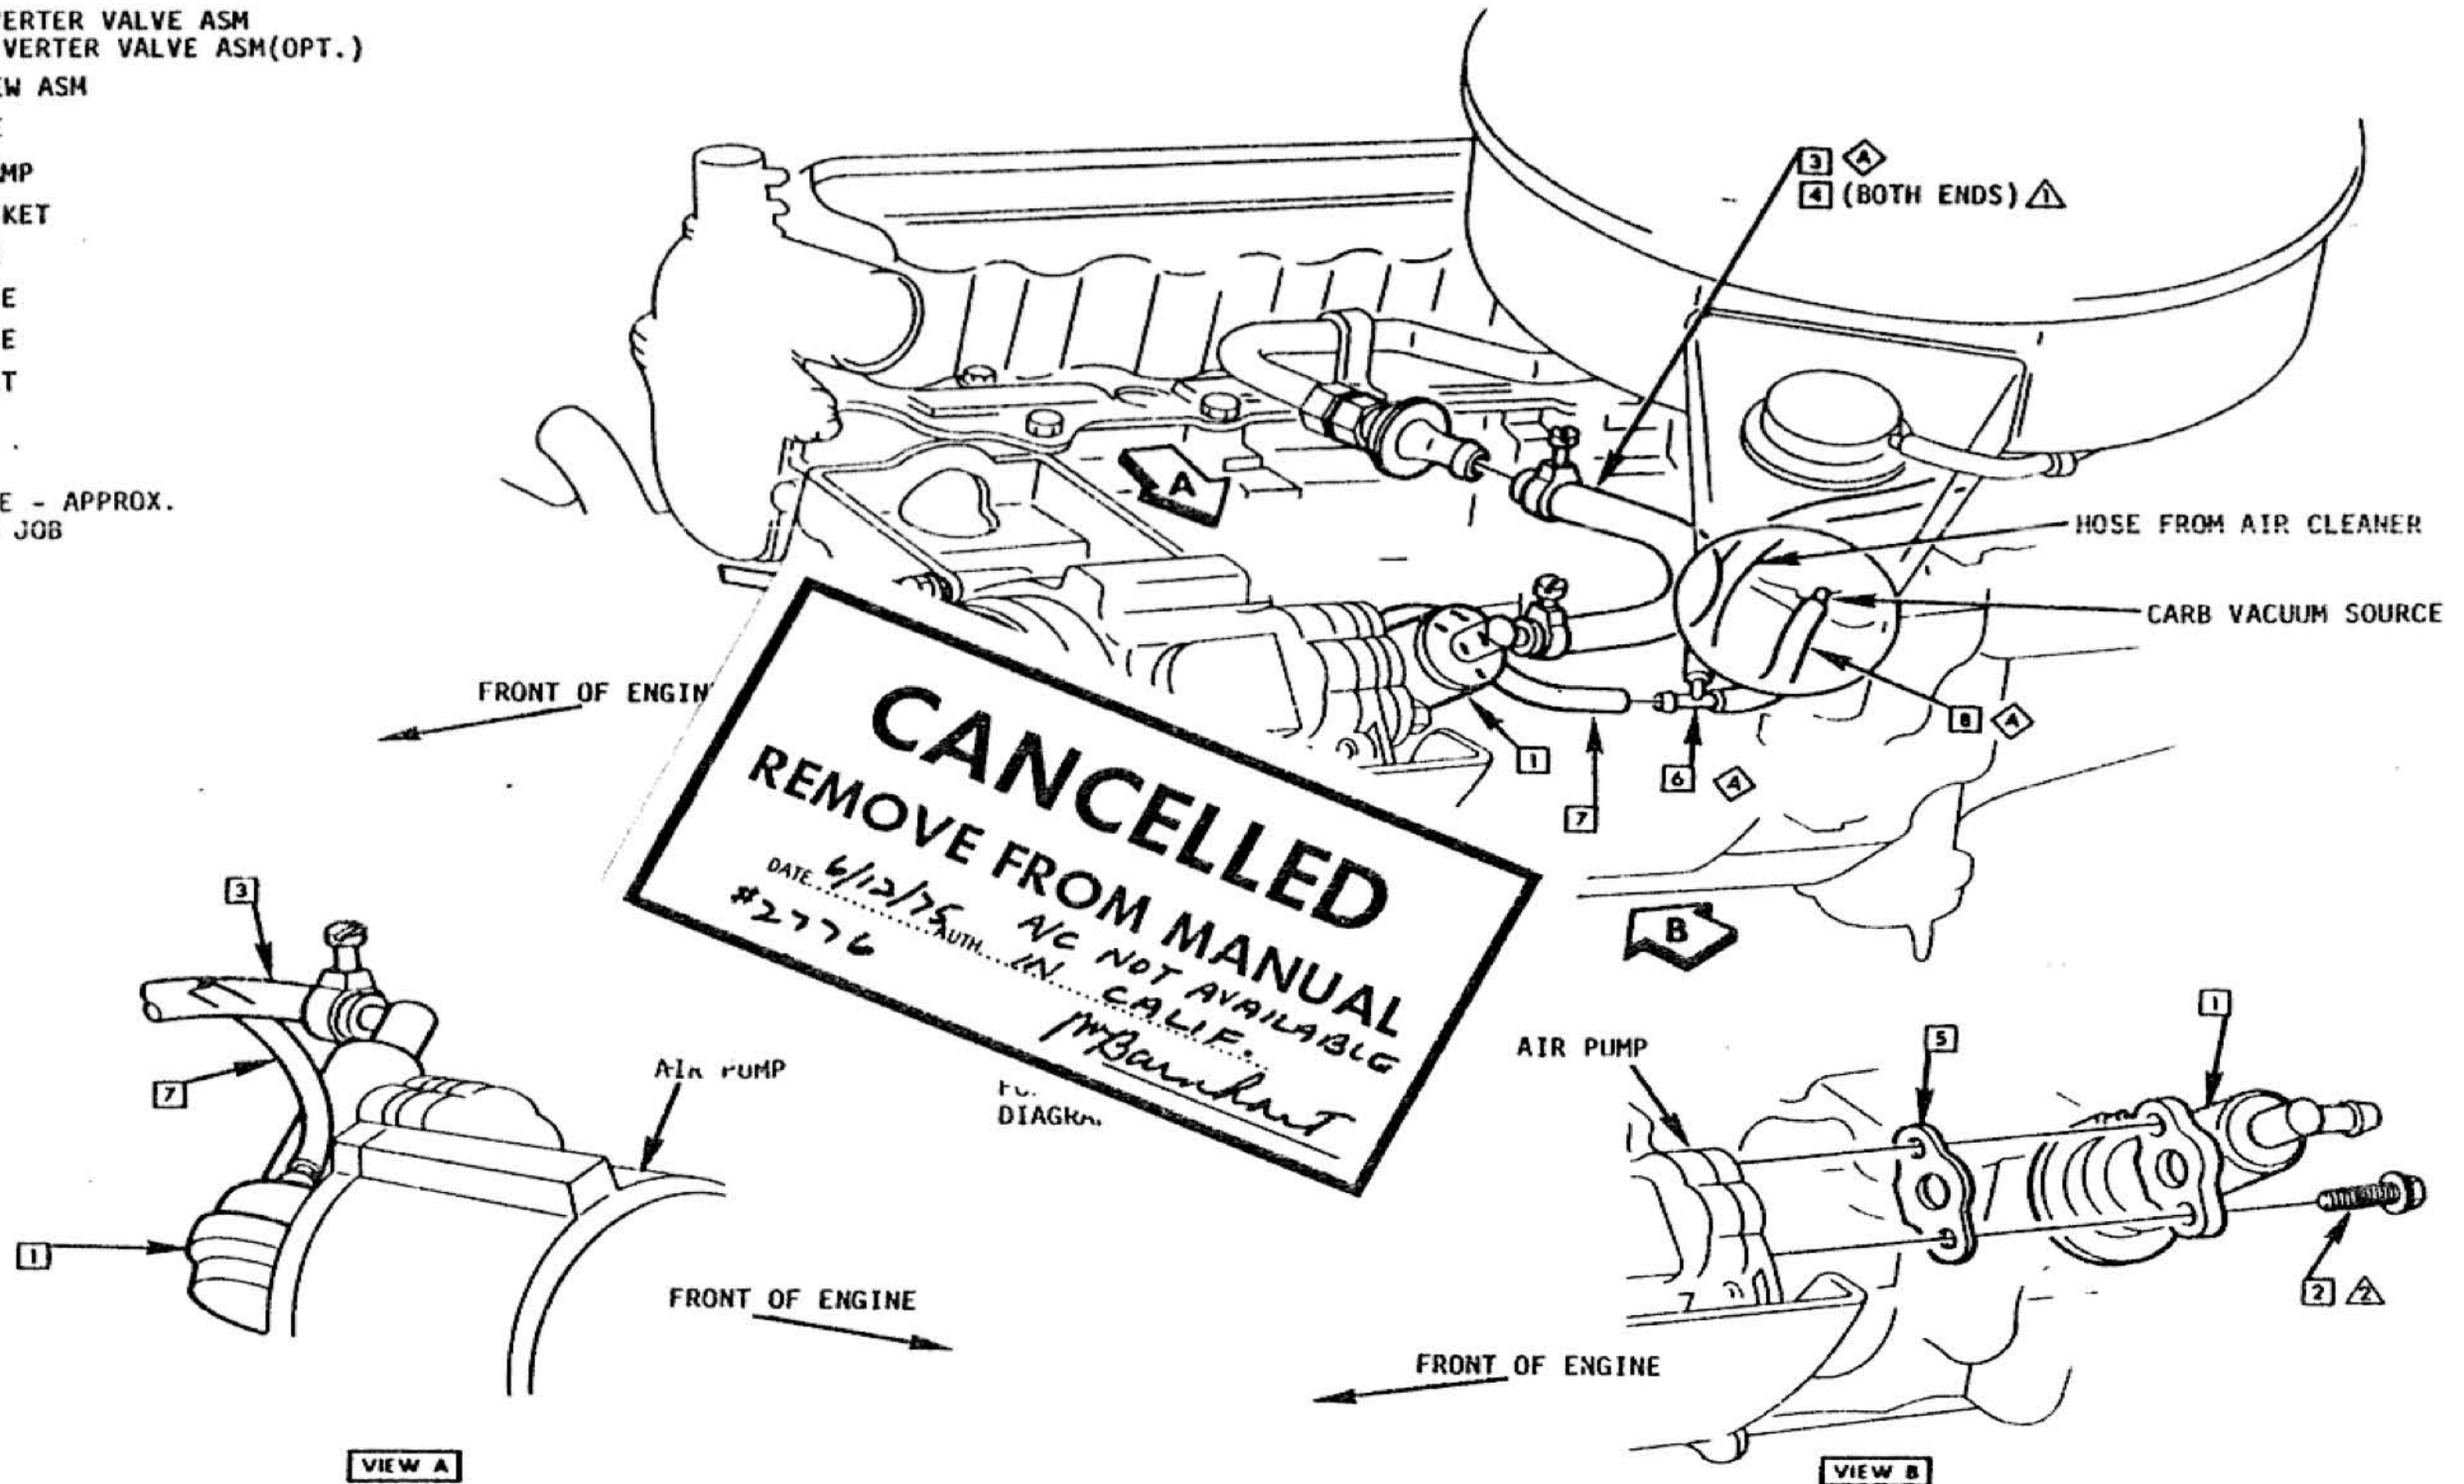 ERTER VALVE ASM
VERTER VALVE ASM(OPT.)
EW ASM
E
MP
KET
E
E
T
E - APPROX.
JOB
3 A
4 (BOTH ENDS) 1
A
HOSE FROM AIR CLEANER
CARB VACUUM SOURCE
8 A
FRONT OF ENGIN
1
7
6 A
CANCELLED
REMOVE FROM MANUAL
DATE 6/12/75 AUTH. A/C NOT AVAILABLE
#2776 IN CALIF.
B
3
7
AIR PUMP
1
FRONT OF ENGINE
VIEW A
DIAGRA
AIR PUMP
5
1
2 2
FRONT OF ENGINE
VIEW B